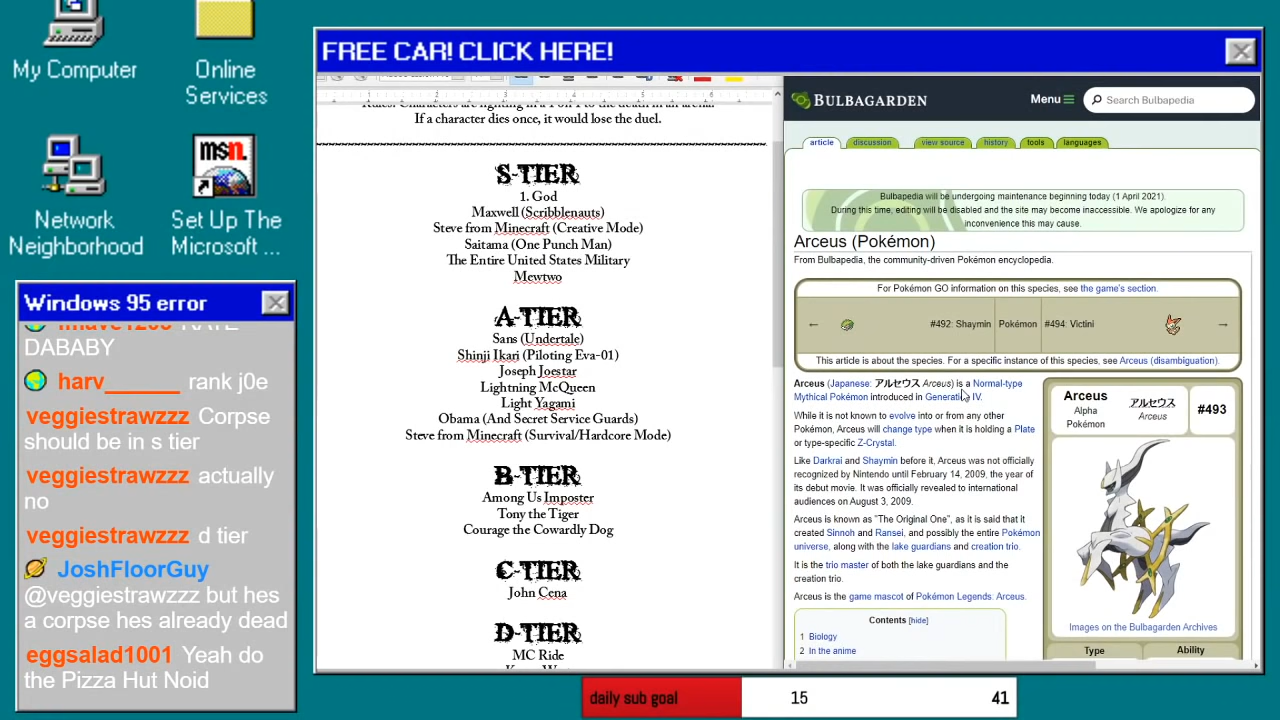 My Computer
Online
Services
Network
Neighborhood
Set Up The
Microsoft ...
msn.
Windows 95 error
DABABY
harv______ rank j0e
veggiestrawzzz Corpse
should be in s tier
veggiestrawzzz actually
no
veggiestrawzzz d tier
JoshFloorGuy
@veggiestrawzzz but hes
a corpse hes already dead
eggsalad1001 Yeah do
the Pizza Hut Noid
FREE CAR! CLICK HERE!
Rules: Characters are fighting in a 1 on 1 to the death in an arena.
If a character dies once, it would lose the duel.
S-TIER
1. God
Maxwell (Scribblenauts)
Steve from Minecraft (Creative Mode)
Saitama (One Punch Man)
The Entire United States Military
Mewtwo
A-TIER
Sans (Undertale)
Shinji Ikari (Piloting Eva-01)
Joseph Joestar
Lightning McQueen
Light Yagami
Obama (And Secret Service Guards)
Steve from Minecraft (Survival/Hardcore Mode)
B-TIER
Among Us Imposter
Tony the Tiger
Courage the Cowardly Dog
C-TIER
John Cena
D-TIER
MC Ride
BULBAGARDEN
Menu
Search Bulbapedia
article discussion view source history tools languages
Bulbapedia will be undergoing maintenance beginning today (1 April 2021).
During this time, editing will be disabled and the site may become inaccessible. We apologize for any
inconvenience this may cause.
Arceus (Pokémon)
From Bulbapedia, the community-driven Pokémon encyclopedia.
For Pokémon GO information on this species, see the game's section.
← #492: Shaymin Pokémon #494: Victini →
This article is about the species. For a specific instance of this species, see Arceus (disambiguation).
Arceus (Japanese: アルセウス Arceus) is a Normal-type
Mythical Pokémon introduced in Generation IV.
While it is not known to evolve into or from any other
Pokémon, Arceus will change type when it is holding a Plate
or type-specific Z-Crystal.
Like Darkrai and Shaymin before it, Arceus was not officially
recognized by Nintendo until February 14, 2009, the year of
its debut movie. It was officially revealed to international
audiences on August 3, 2009.
Arceus is known as "The Original One", as it is said that it
created Sinnoh and Ransei, and possibly the entire Pokémon
universe, along with the lake guardians and creation trio.
It is the trio master of both the lake guardians and the
creation trio.
Arceus is the game mascot of Pokémon Legends: Arceus.
Contents [hide]
1 Biology
2 In the anime
Arceus
Alpha
Pokémon
アルセウス
Arceus
#493
Images on the Bulbagarden Archives
Type
Ability
daily sub goal 15 41